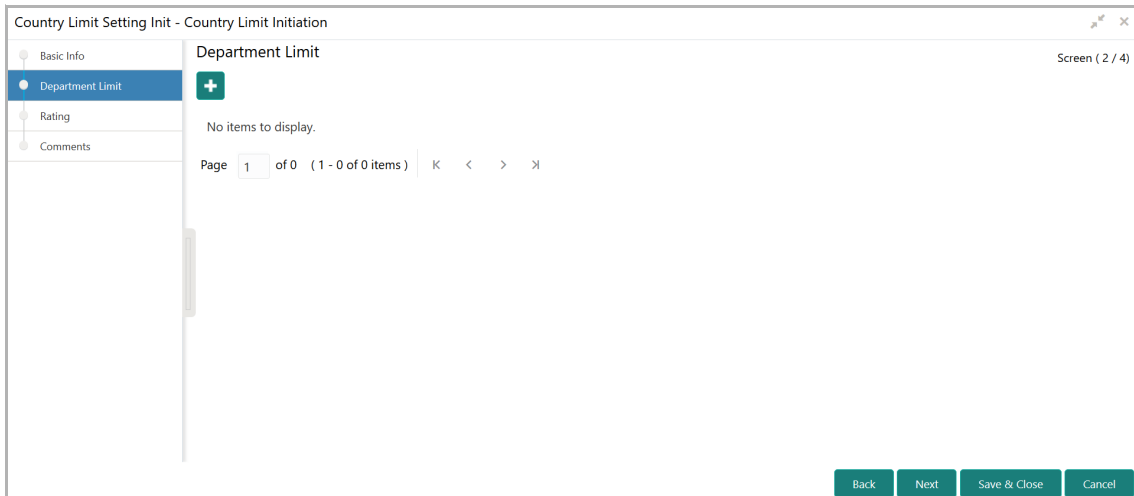 Country Limit Setting Init - Country Limit Initiation
Basic Info
Department Limit
Rating
Comments
Department Limit
Screen ( 2 / 4)
No items to display.
Page 1 of 0 ( 1 - 0 of 0 items )
Back Next Save & Close Cancel